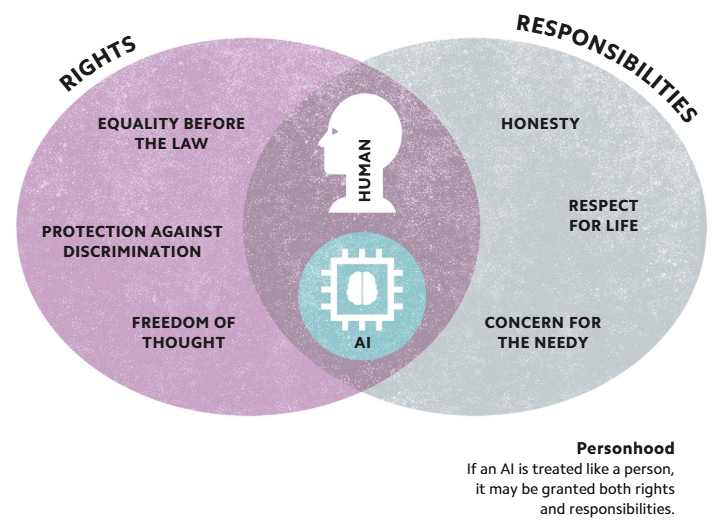 RIGHTS
RESPONSIBILITIES
EQUALITY BEFORE
THE LAW
PROTECTION AGAINST
DISCRIMINATION
FREEDOM OF
THOUGHT
HUMAN
AI
HONESTY
RESPECT
FOR LIFE
CONCERN FOR
THE NEEDY
Personhood
If an AI is treated like a person,
it may be granted both rights
and responsibilities.